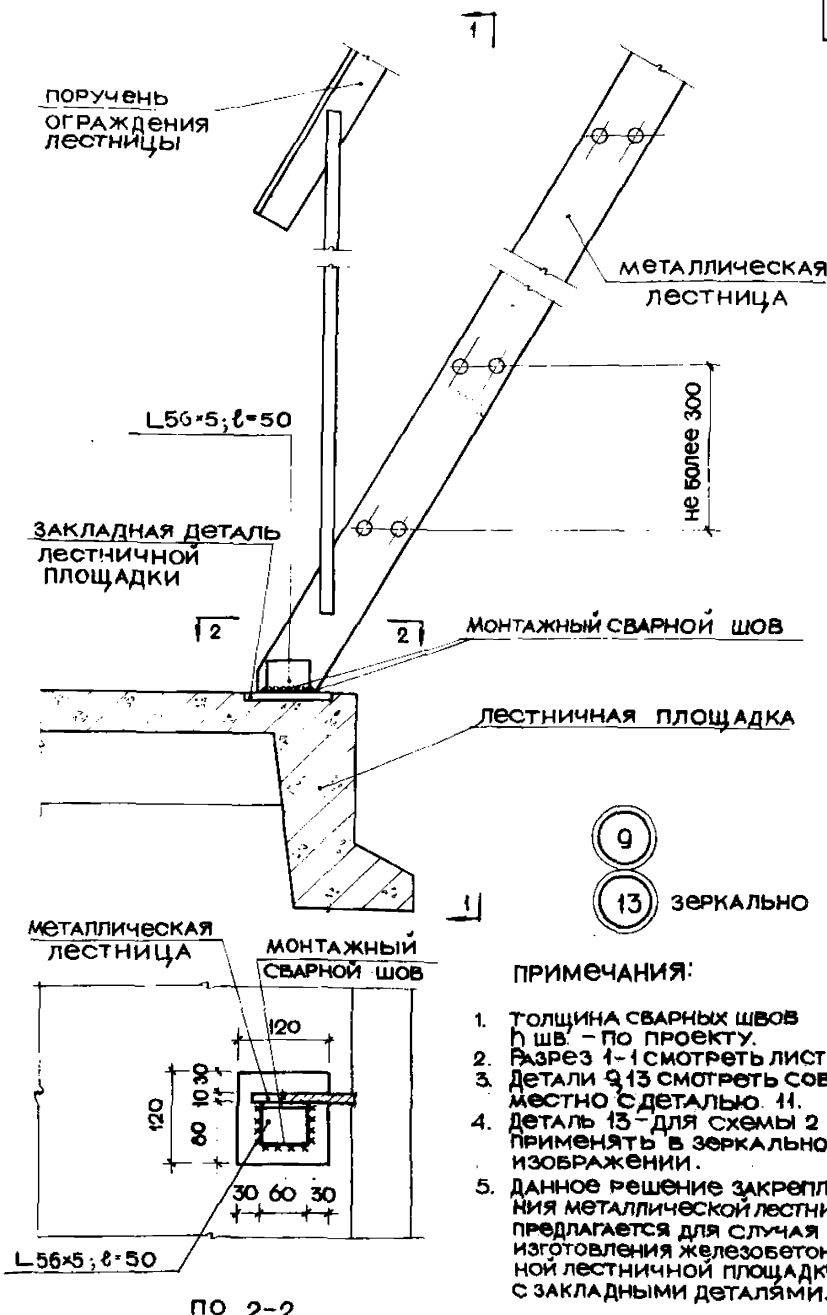 1
ПОРУЧЕНЬ
ОГРАЖДЕНИЯ
ЛЕСТНИЦЫ
МЕТАЛЛИЧЕСКАЯ
ЛЕСТНИЦА
L56×5; ℓ=50
не более 300
ЗАКЛАДНАЯ ДЕТАЛЬ
ЛЕСТНИЧНОЙ
ПЛОЩАДКИ
2 2
МОНТАЖНЫЙ СВАРНОЙ ШОВ
ЛЕСТНИЧНАЯ ПЛОЩАДКА
9
13 ЗЕРКАЛЬНО
1
МЕТАЛЛИЧЕСКАЯ
ЛЕСТНИЦА
МОНТАЖНЫЙ
СВАРНОЙ ШОВ
120
120
30
10
80
30 60 30
L56×5; ℓ=50
ПО 2-2
ПРИМЕЧАНИЯ:
1. ТОЛЩИНА СВАРНЫХ ШВОВ
h шв. - ПО ПРОЕКТУ.
2. РАЗРЕЗ 1-1 СМОТРЕТЬ ЛИСТ
3. ДЕТАЛИ 9,13 СМОТРЕТЬ СОВ
МЕСТНО С ДЕТАЛЬЮ 11.
4. ДЕТАЛЬ 13-ДЛЯ СХЕМЫ 2
ПРИМЕНЯТЬ В ЗЕРКАЛЬНО
ИЗОБРАЖЕНИИ.
5. ДАННОЕ РЕШЕНИЕ ЗАКРЕПЛ
НИЯ МЕТАЛЛИЧЕСКОЙ ЛЕСТНИ
ПРЕДЛАГАЕТСЯ ДЛЯ СЛУЧАЯ
ИЗГОТОВЛЕНИЯ ЖЕЛЕЗОБЕТОН
НОЙ ЛЕСТНИЧНОЙ ПЛОЩАДК
С ЗАКЛАДНЫМИ ДЕТАЛЯМИ.